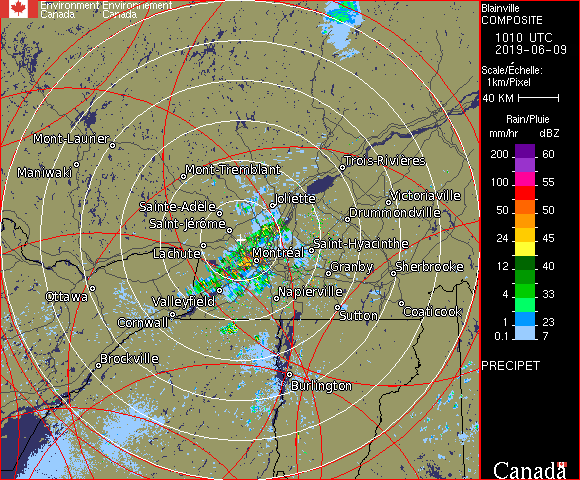 Environment Environnement
Canada Canada
Blainville
COMPOSITE
1010 UTC
2019-06-09
Scale/Échelle:
1km/Pixel
40 KM
Rain/Pluie
mm/hr dBZ
200 60
100 55
50 50
24 45
12 40
4 33
1 23
0.1 7
PRECIPET
Canada
Mont-Laurier
Maniwaki
Mont-Tremblant
Trois-Rivières
Joliette
Victoriaville
Sainte-Adele
Drummondville
Saint-Jérôme
Saint-Hyacinthe
Lachute
Montréal
Granby
Sherbrooke
Ottawa
Valleyfield
Napierville
Cornwall
Sutton
Coaticook
Brockville
Burlington